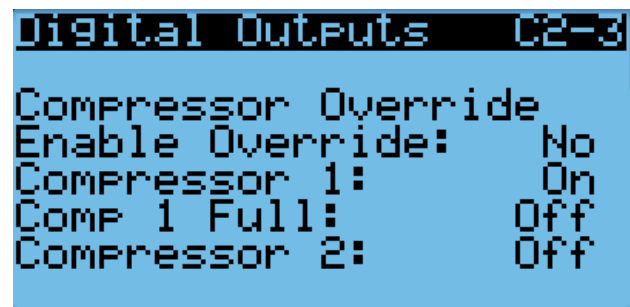 Digital Outputs C2-3
Compressor Override
Enable Override: No
Compressor 1: On
Comp 1 Full: Off
Compressor 2: Off